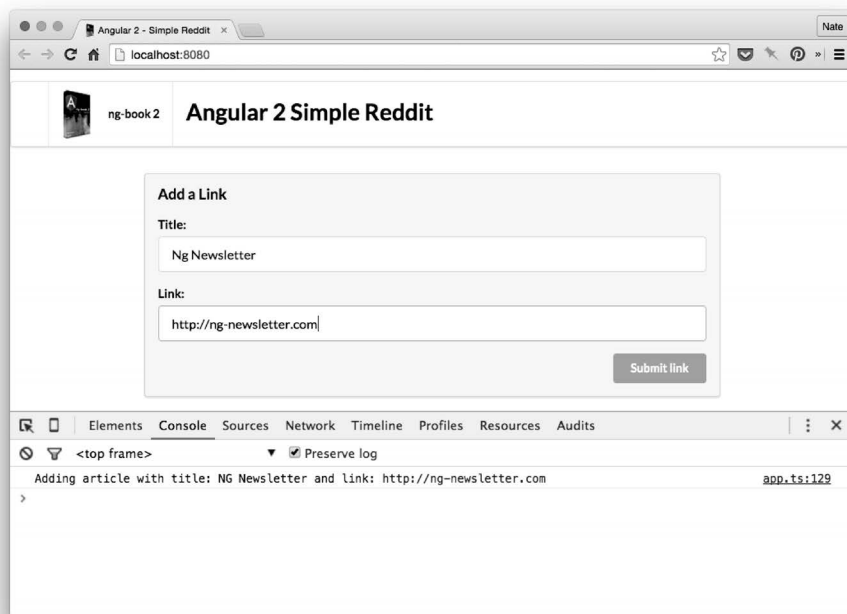 Angular 2 - Simple Reddit ×
Nate
localhost:8080
»
A
ng-book 2
Angular 2 Simple Reddit
Add a Link
Title:
Ng Newsletter
Link:
http://ng-newsletter.com
Submit link
Elements Console Sources Network Timeline Profiles Resources Audits
<top frame> ▼ Preserve log
Adding article with title: NG Newsletter and link: http://ng-newsletter.com app.ts:129
>